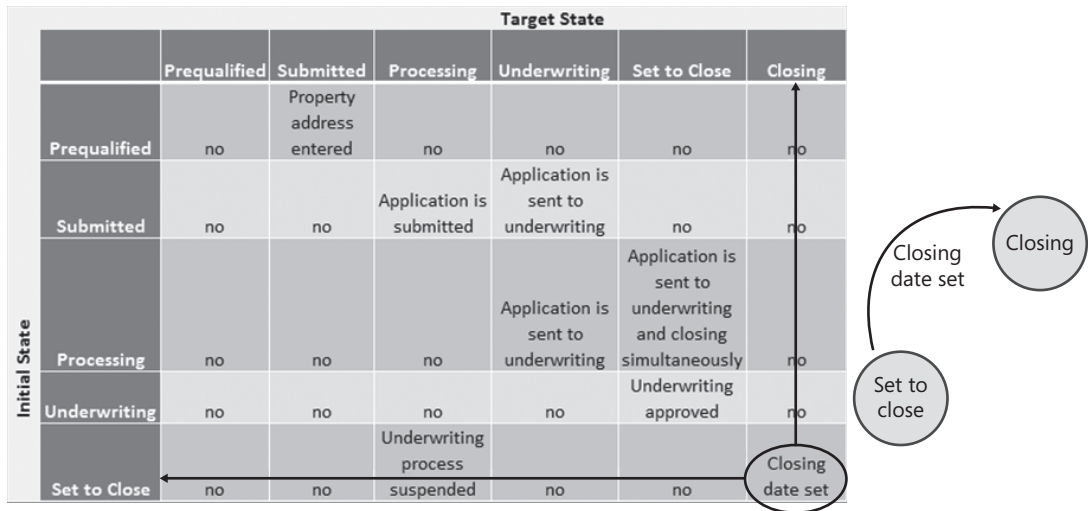 Target State
Prequalified Submitted Processing Underwriting Set to Close Closing
Property
address
Prequalified no entered no no no no
Application is
Application is sent to
Submitted no no submitted underwriting no no
Application is
sent to
underwriting
Application is and closing
sent to simultaneously
Processing no no no underwriting no
Underwriting
Underwriting no no no no approved no
Underwriting
process Closing
Set to Close no no suspended no no date set
Initial State
Closing
date set
Closing
Set to
close